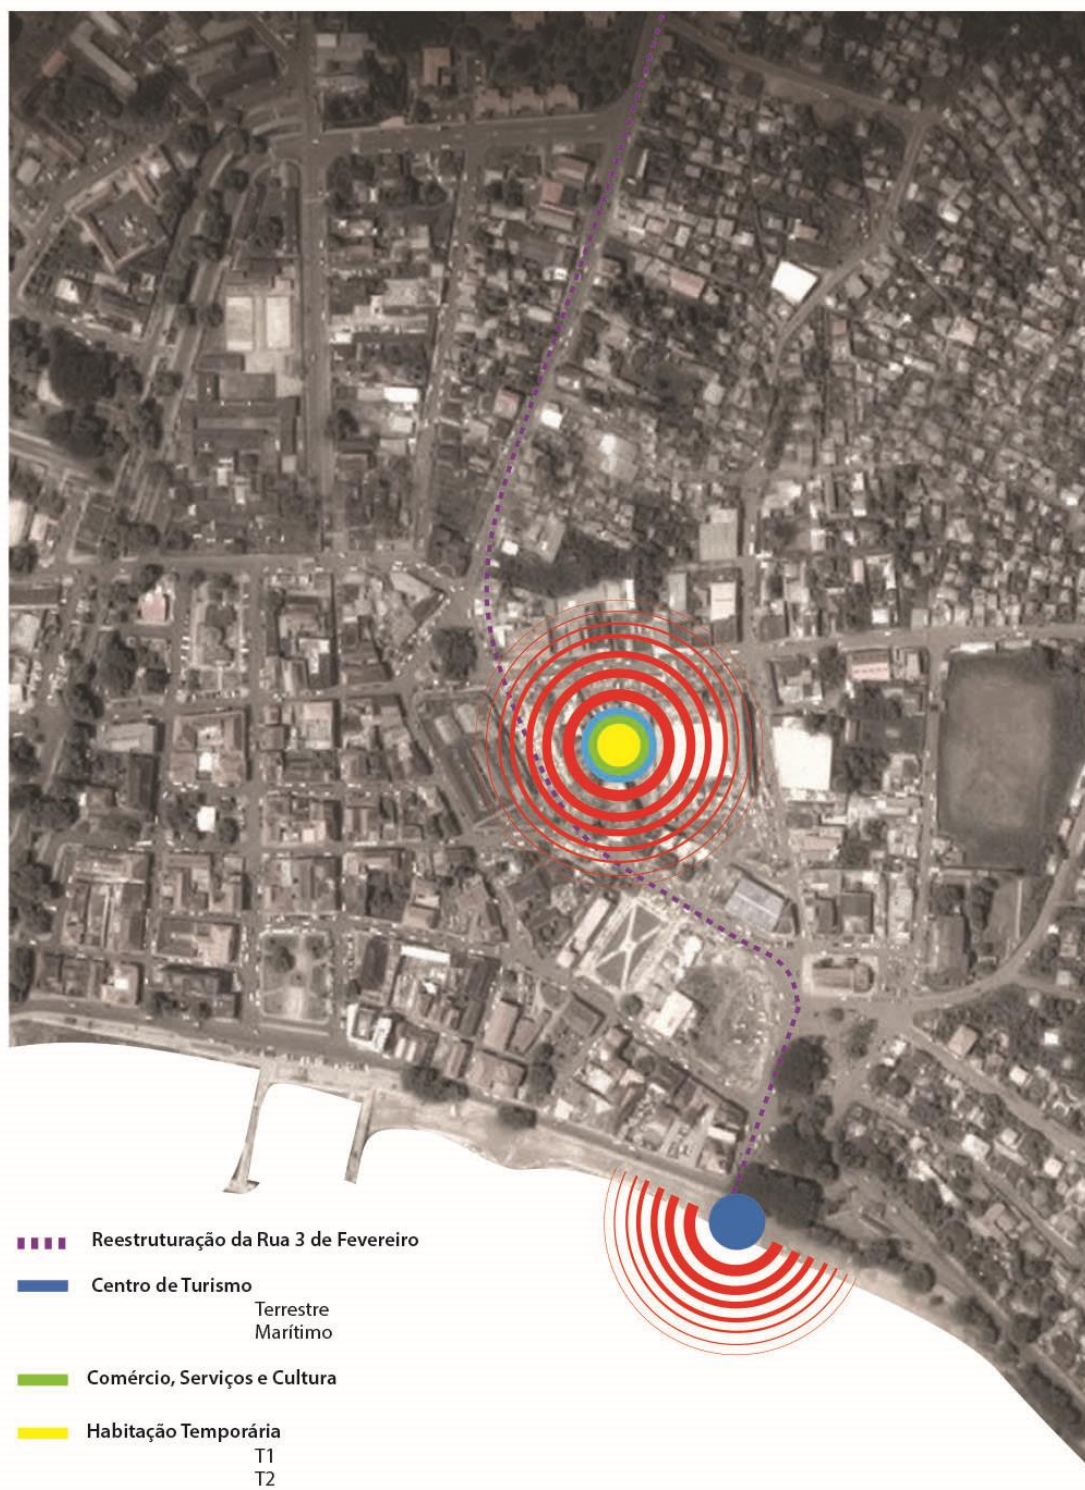 Reestruturação da Rua 3 de Fevereiro
Centro de Turismo
Terrestre
Marítimo
Comércio, Serviços e Cultura
Habitação Temporária
T1
T2